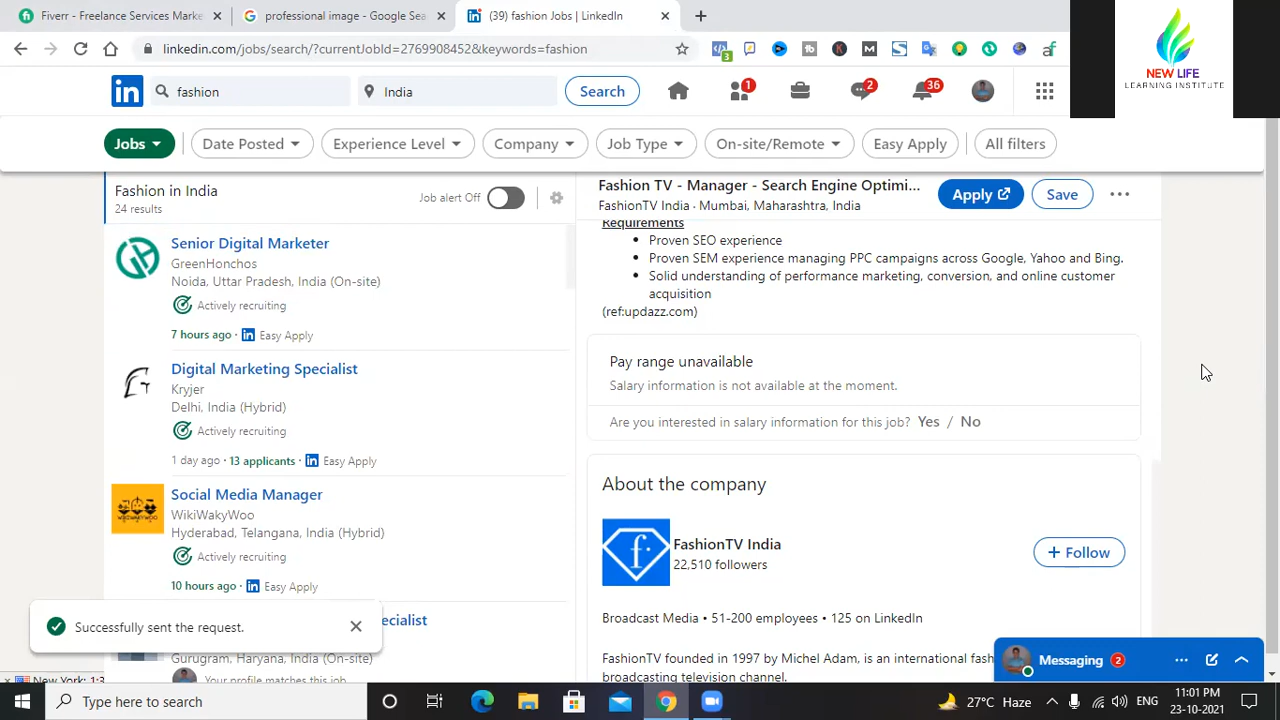 Fiverr - Freelance Services Marke
professional image - Google Sea
(39) fashion Jobs | LinkedIn
linkedin.com/jobs/search/?currentJobId=2769908452&keywords=fashion
3
NEW LIFE
LEARNING INSTITUTE
in
fashion
India
Search
1
2
36
Jobs
Date Posted
Experience Level
Company
Job Type
On-site/Remote
Easy Apply
All filters
Fashion in India
24 results
Job alert Off
Senior Digital Marketer
GreenHonchos
Noida, Uttar Pradesh, India (On-site)
Actively recruiting
7 hours ago · in Easy Apply
Digital Marketing Specialist
Kryjer
Delhi, India (Hybrid)
Actively recruiting
1 day ago · 13 applicants · in Easy Apply
Social Media Manager
WikiWakyWoo
Hyderabad, Telangana, India (Hybrid)
Actively recruiting
10 hours ago · in Easy Apply
ecialist
Gurugram, Haryana, India (On-site)
Your profile matches this job
Successfully sent the request.
Fashion TV - Manager - Search Engine Optimi...
FashionTV India · Mumbai, Maharashtra, India
Apply
Save
Requirements
• Proven SEO experience
• Proven SEM experience managing PPC campaigns across Google, Yahoo and Bing.
• Solid understanding of performance marketing, conversion, and online customer
acquisition
(ref:updazz.com)
Pay range unavailable
Salary information is not available at the moment.
Are you interested in salary information for this job? Yes / No
About the company
FashionTV India
22,510 followers
+ Follow
Broadcast Media • 51-200 employees • 125 on LinkedIn
FashionTV founded in 1997 by Michel Adam, is an international fash
broadcasting television channel.
Messaging 2
New York: 1:3
Type here to search
27°C Haze
ENG
11:01 PM
23-10-2021